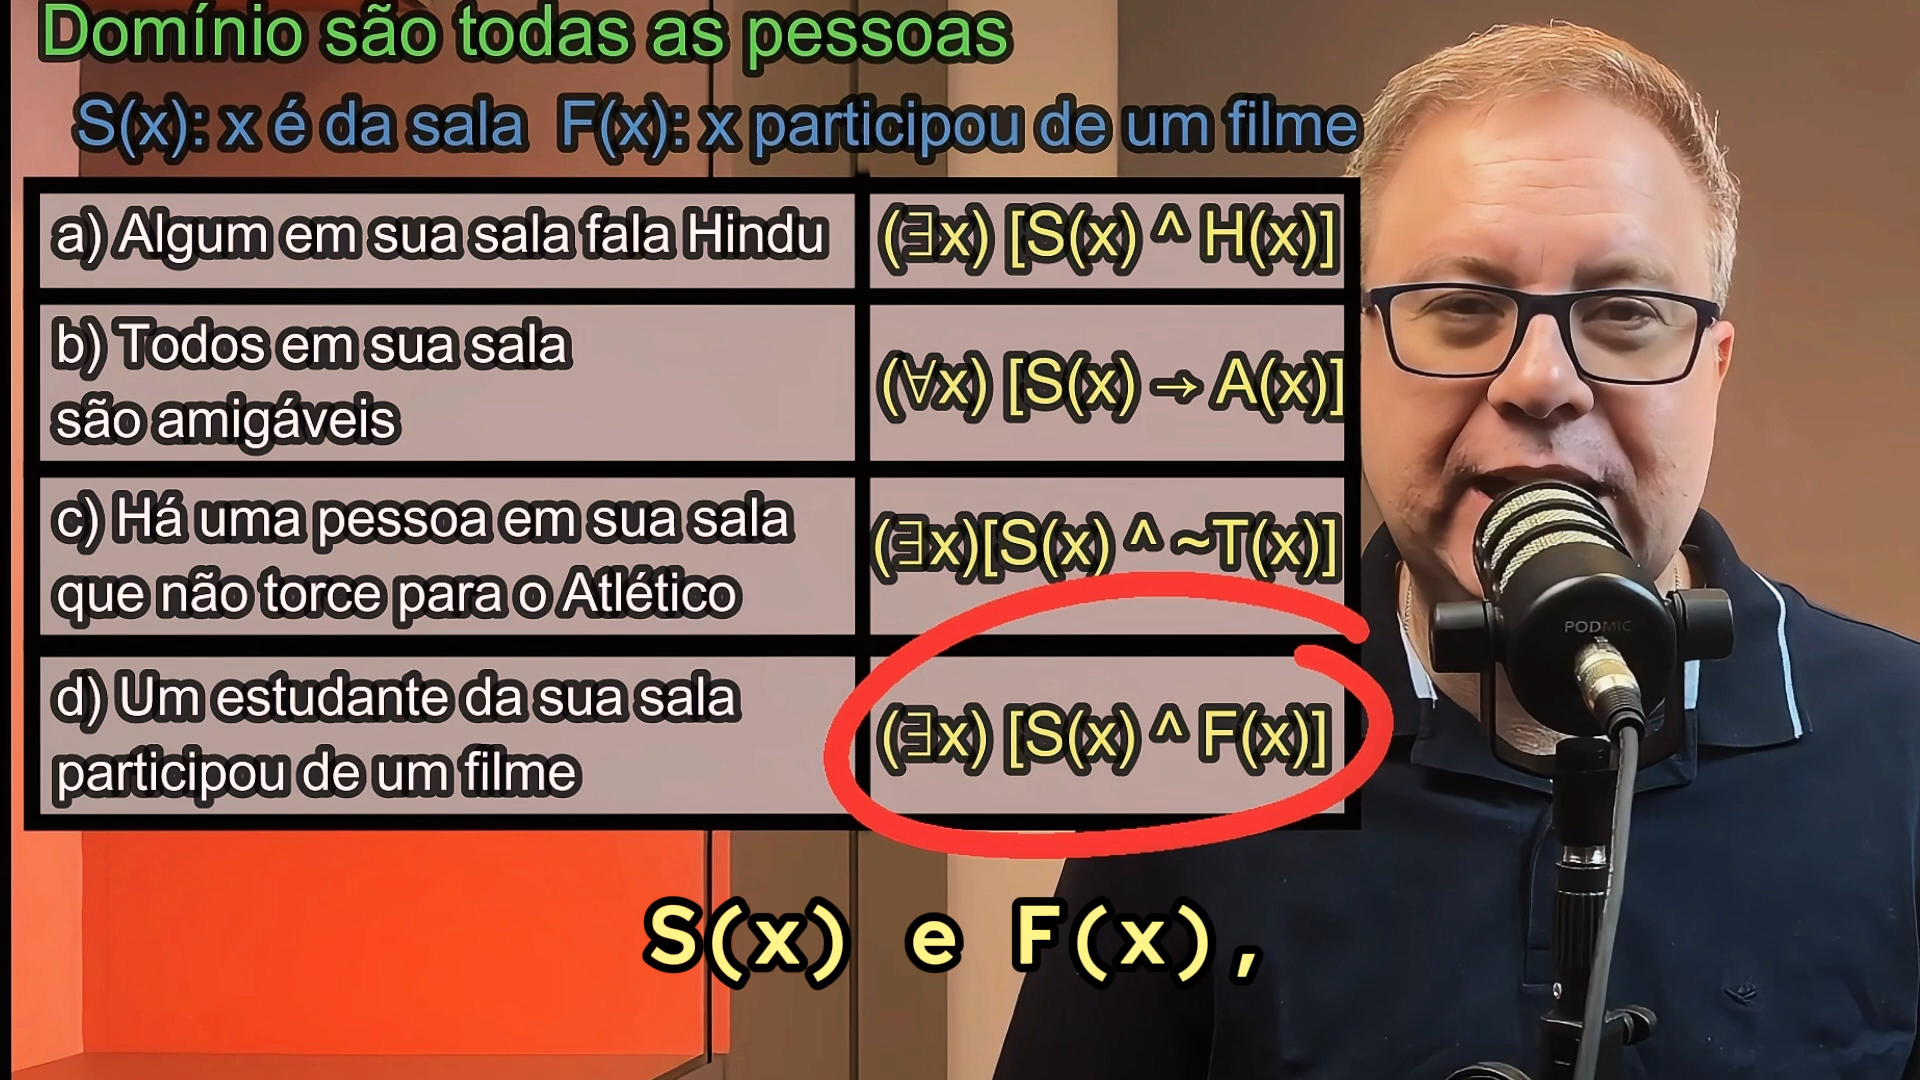 Domínio são todas as pessoas
S(x): x é da sala F(x): x participou de um filme
a) Algum em sua sala fala Hindu
(∃x) [S(x) ^ H(x)]
b) Todos em sua sala
são amigáveis
(∀x) [S(x) → A(x)]
c) Há uma pessoa em sua sala
que não torce para o Atlético
(∃x)[S(x) ^ ~T(x)]
d) Um estudante da sua sala
participou de um filme
(∃x) [S(x) ^ F(x)]
PODMIC
S(x) e F(x),